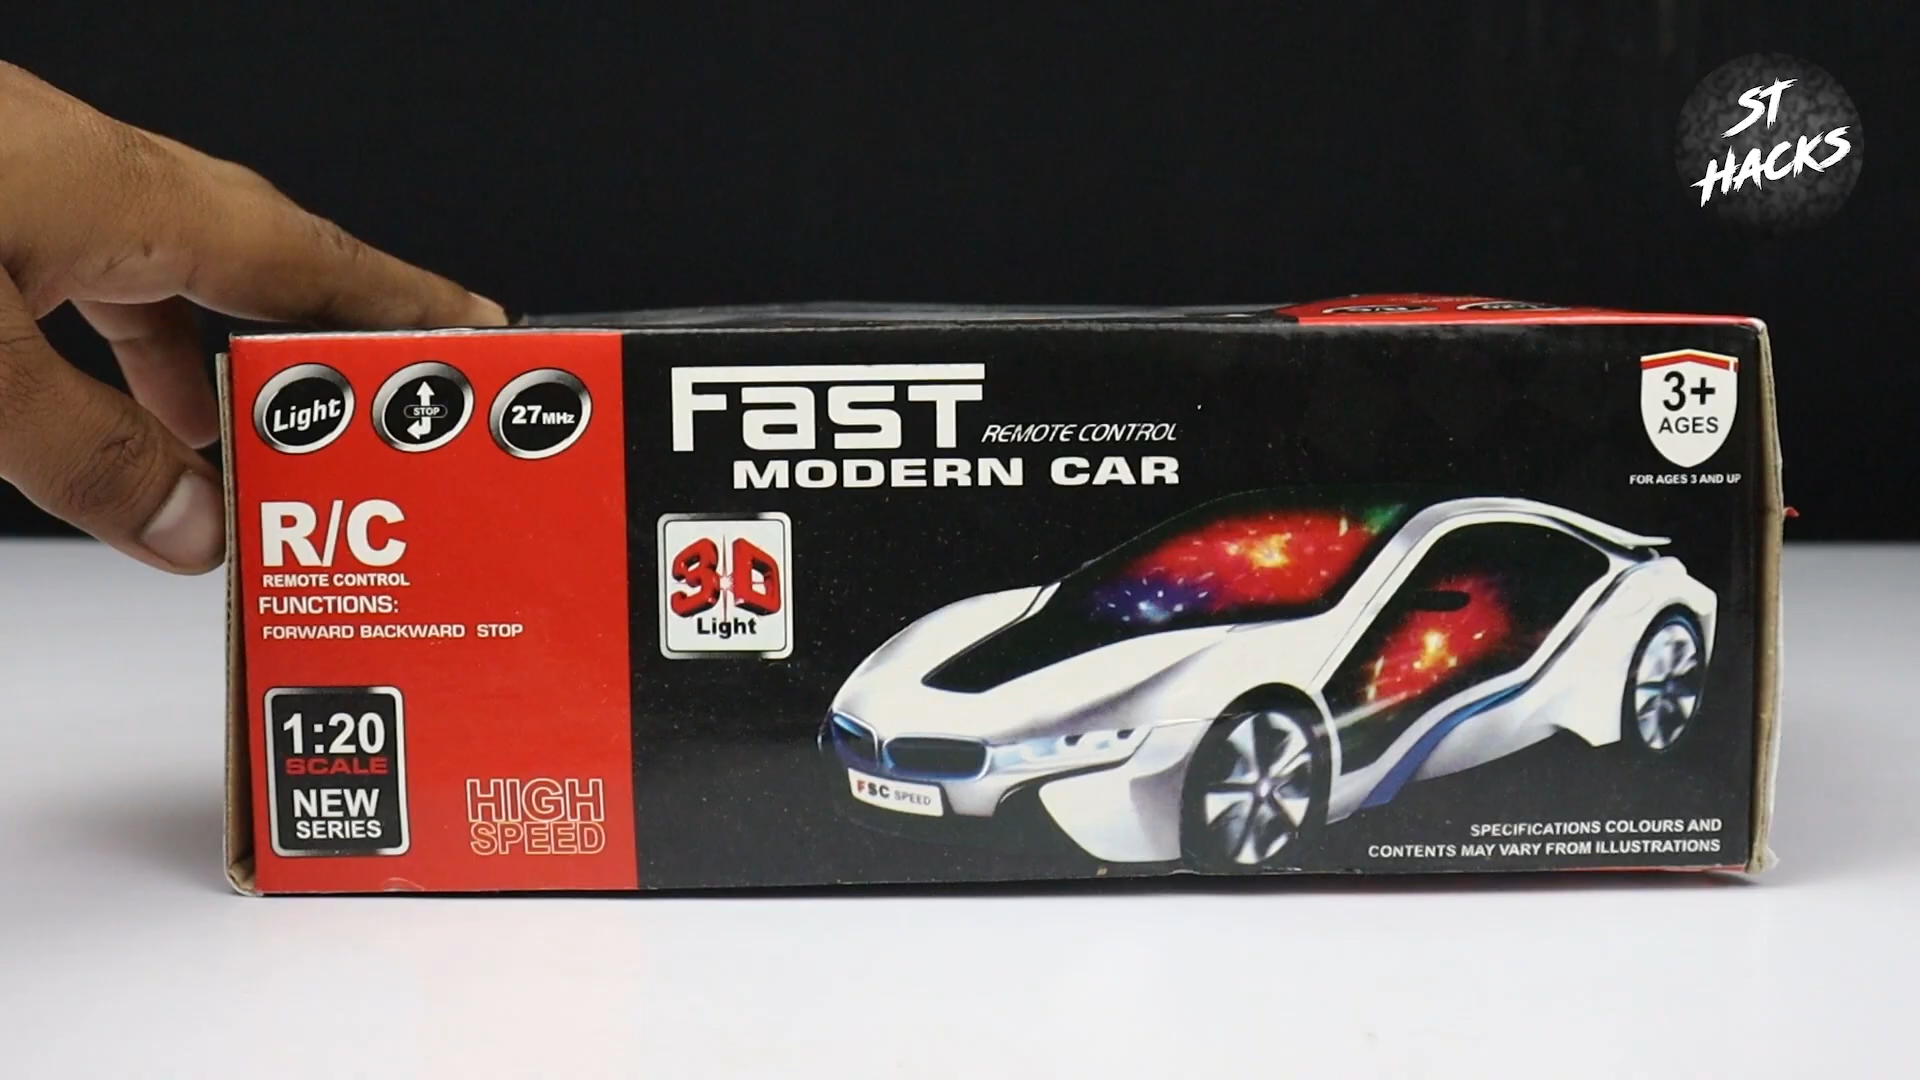 ST
HACKS
Light
STOP
27MHz
R/C
REMOTE CONTROL
FUNCTIONS:
FORWARD BACKWARD STOP
1:20
SCALE
NEW
SERIES
HIGH
SPEED
FAST
REMOTE CONTROL
MODERN CAR
3D
Light
FSC SPEED
3+
AGES
FOR AGES 3 AND UP
SPECIFICATIONS COLOURS AND
CONTENTS MAY VARY FROM ILLUSTRATIONS